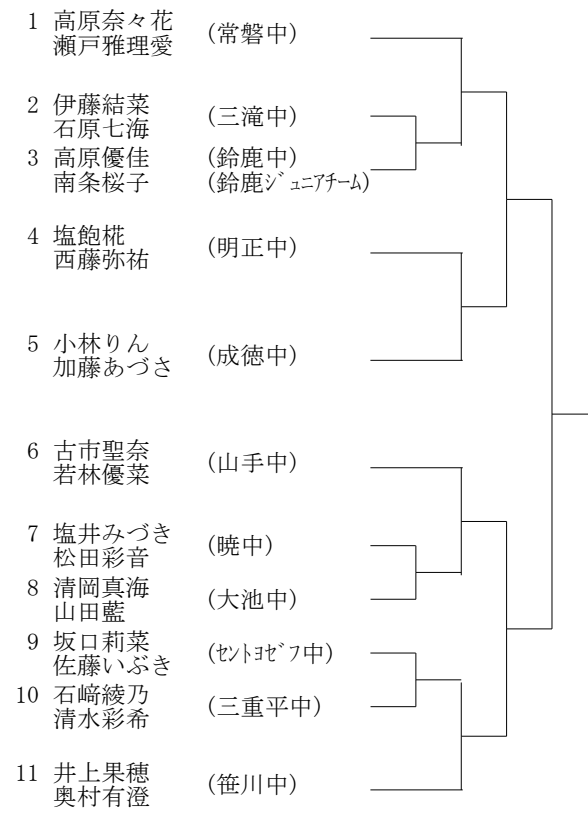 1 高原奈々花 (常磐中)
瀬戸雅理愛
2 伊藤結菜 (三滝中)
石原七海
3 高原優佳 (鈴鹿中)
南条桜子 (鈴鹿ｼﾞｭﾆｱﾁｰﾑ)
4 塩飽椛 (明正中)
西藤弥祐
5 小林りん (成徳中)
加藤あづさ
6 古市聖奈 (山手中)
若林優菜
7 塩井みづき (暁中)
松田彩音
8 清岡真海 (大池中)
山田藍
9 坂口莉菜 (ｾﾝﾄﾖｾﾞﾌ中)
佐藤いぶき
10 石﨑綾乃 (三重平中)
清水彩希
11 井上果穂 (笹川中)
奥村有澄